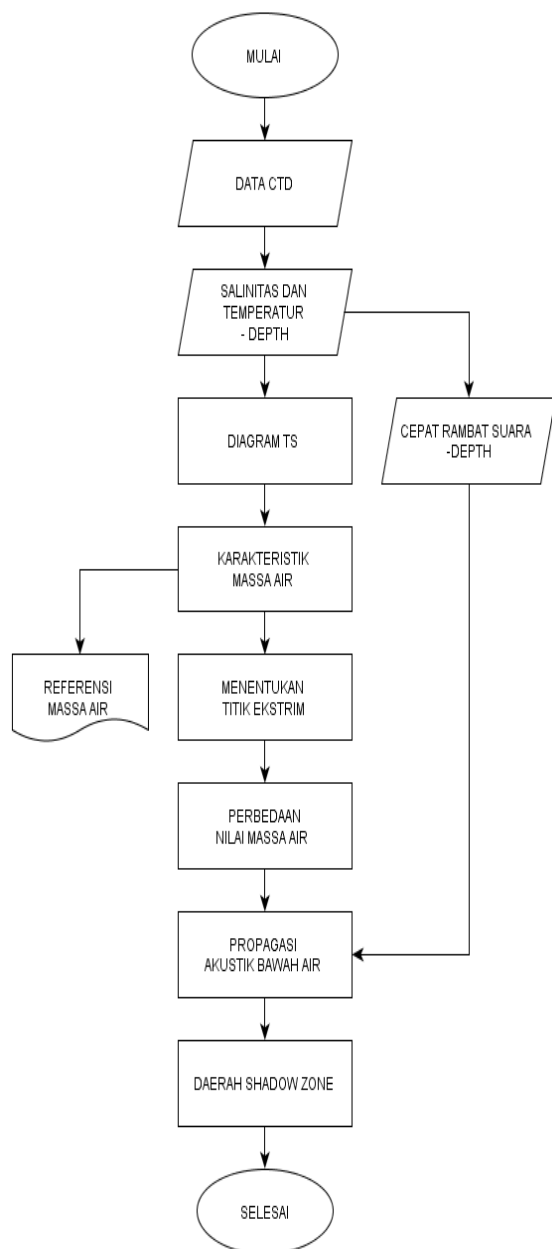 MULAI
DATA CTD
SALINITAS DAN
TEMPERATUR
- DEPTH
DIAGRAM TS
CEPAT RAMBAT SUARA
-DEPTH
KARAKTERISTIK
MASSA AIR
REFERENSI
MASSA AIR
MENENTUKAN
TITIK EKSTRIM
PERBEDAAN
NILAI MASSA AIR
PROPAGASI
AKUSTIK BAWAH AIR
DAERAH SHADOW ZONE
SELESAI